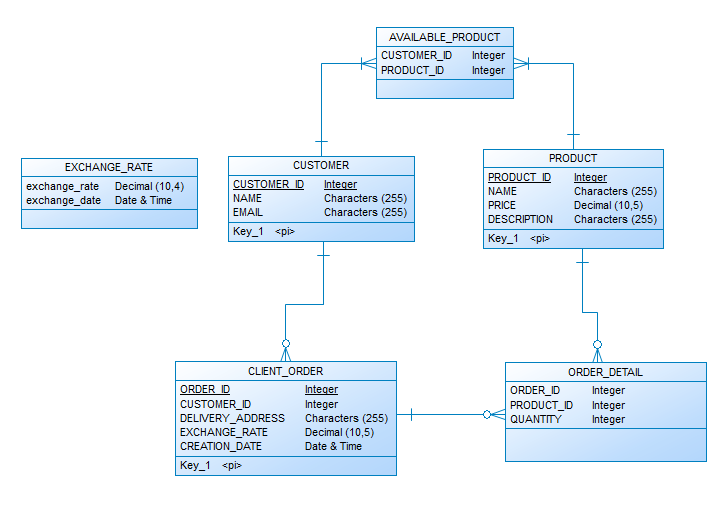 AVAILABLE_PRODUCT
CUSTOMER_ID Integer
PRODUCT_ID Integer
EXCHANGE_RATE
exchange_rate Decimal (10,4)
exchange_date Date & Time
CUSTOMER
CUSTOMER_ID Integer
NAME Characters (255)
EMAIL Characters (255)
Key_1 <pi>
PRODUCT
PRODUCT_ID Integer
NAME Characters (255)
PRICE Decimal (10,5)
DESCRIPTION Characters (255)
Key_1 <pi>
CLIENT_ORDER
ORDER_ID Integer
CUSTOMER_ID Integer
DELIVERY_ADDRESS Characters (255)
EXCHANGE_RATE Decimal (10,5)
CREATION_DATE Date & Time
Key_1 <pi>
ORDER_DETAIL
ORDER_ID Integer
PRODUCT_ID Integer
QUANTITY Integer